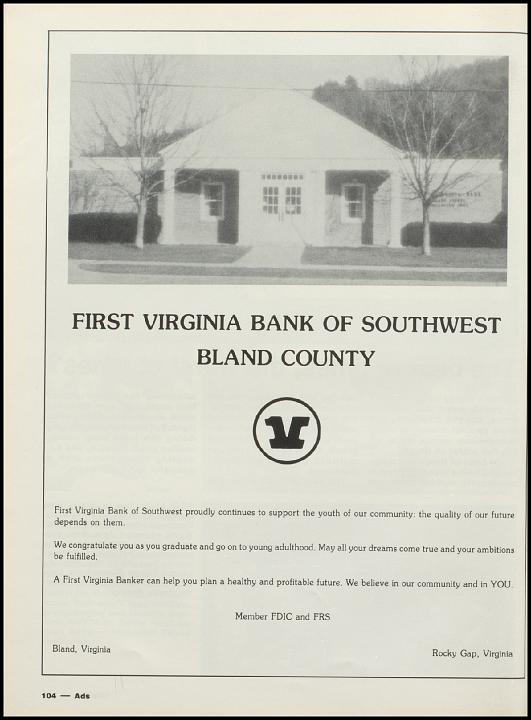 FIRST VIRGINIA BANK OF SOUTHWEST
BLAND COUNTY
First Virginia Bank of Southwest proudly continues to support the youth of our community: the quality of our future
depends on them.
We congratulate you as you graduate and go on to young adulthood. May all your dreams come true and your ambitions
be fulfilled.
A First Virginia Banker can help you plan a healthy and profitable future. We believe in our community and in YOU.
Member FDIC and FRS
Bland, Virginia
Rocky Gap, Virginia
104 — Ads